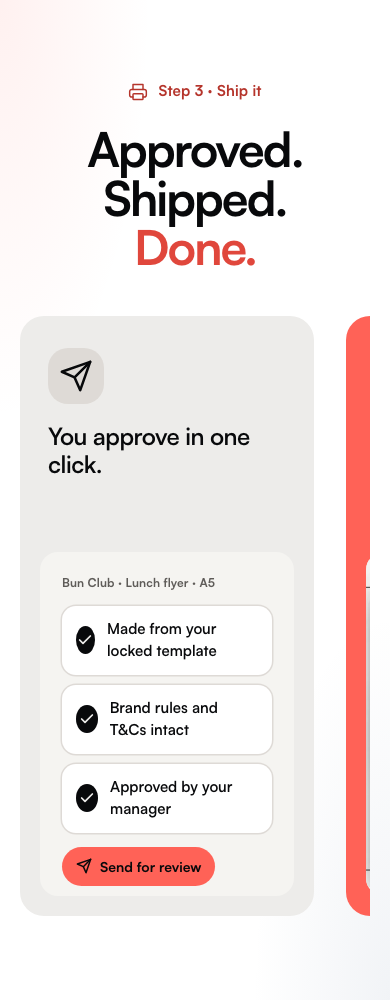 Step 3 · Ship it
Approved.
Shipped.
Done.
You approve in one
click.
Bun Club · Lunch flyer · A5
Made from your
locked template
Brand rules and
T&Cs intact
Approved by your
manager
Send for review